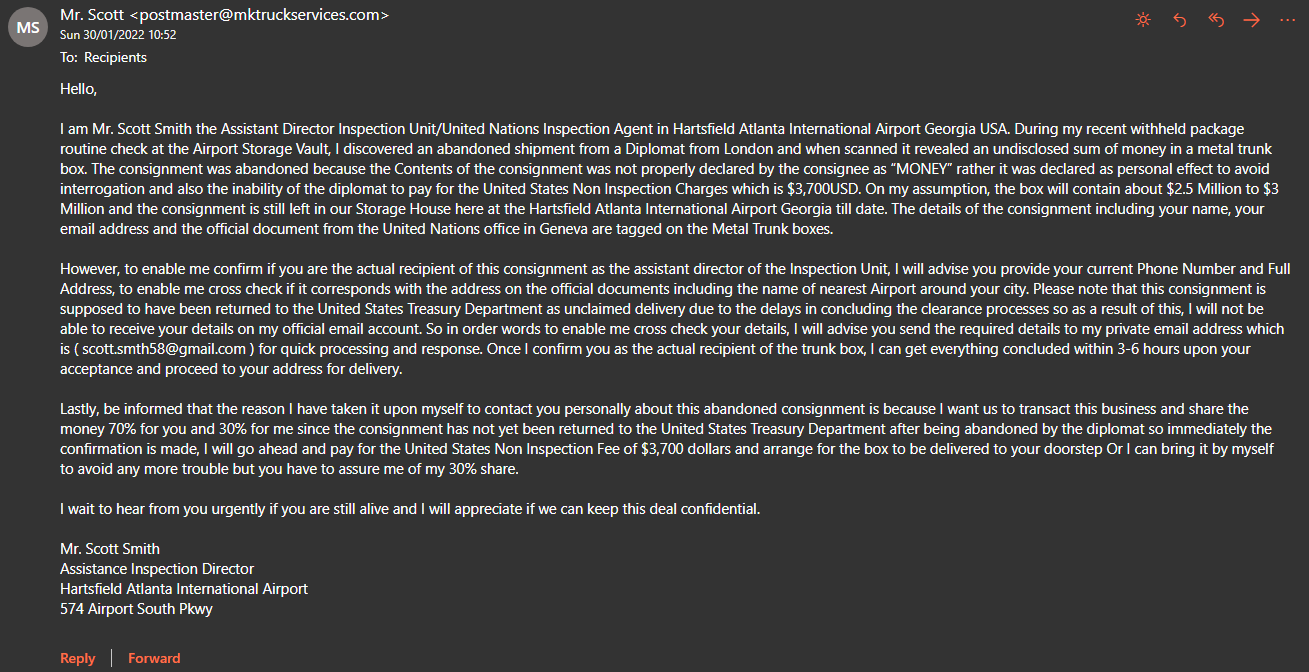 MS
Mr. Scott <postmaster@mktruckservices.com>
Sun 30/01/2022 10:52
To: Recipients
Hello,
I am Mr. Scott Smith the Assistant Director Inspection Unit/United Nations Inspection Agent in Hartsfield Atlanta International Airport Georgia USA. During my recent withheld package
routine check at the Airport Storage Vault, I discovered an abandoned shipment from a Diplomat from London and when scanned it revealed an undisclosed sum of money in a metal trunk
box. The consignment was abandoned because the Contents of the consignment was not properly declared by the consignee as “MONEY” rather it was declared as personal effect to avoid
interrogation and also the inability of the diplomat to pay for the United States Non Inspection Charges which is $3,700USD. On my assumption, the box will contain about $2.5 Million to $3
Million and the consignment is still left in our Storage House here at the Hartsfield Atlanta International Airport Georgia till date. The details of the consignment including your name, your
email address and the official document from the United Nations office in Geneva are tagged on the Metal Trunk boxes.
However, to enable me confirm if you are the actual recipient of this consignment as the assistant director of the Inspection Unit, I will advise you provide your current Phone Number and Full
Address, to enable me cross check if it corresponds with the address on the official documents including the name of nearest Airport around your city. Please note that this consignment is
supposed to have been returned to the United States Treasury Department as unclaimed delivery due to the delays in concluding the clearance processes so as a result of this, I will not be
able to receive your details on my official email account. So in order words to enable me cross check your details, I will advise you send the required details to my private email address which
is ( scott.smth58@gmail.com ) for quick processing and response. Once I confirm you as the actual recipient of the trunk box, I can get everything concluded within 3-6 hours upon your
acceptance and proceed to your address for delivery.
Lastly, be informed that the reason I have taken it upon myself to contact you personally about this abandoned consignment is because I want us to transact this business and share the
money 70% for you and 30% for me since the consignment has not yet been returned to the United States Treasury Department after being abandoned by the diplomat so immediately the
confirmation is made, I will go ahead and pay for the United States Non Inspection Fee of $3,700 dollars and arrange for the box to be delivered to your doorstep Or I can bring it by myself
to avoid any more trouble but you have to assure me of my 30% share.
I wait to hear from you urgently if you are still alive and I will appreciate if we can keep this deal confidential.
Mr. Scott Smith
Assistance Inspection Director
Hartsfield Atlanta International Airport
574 Airport South Pkwy
Reply | Forward